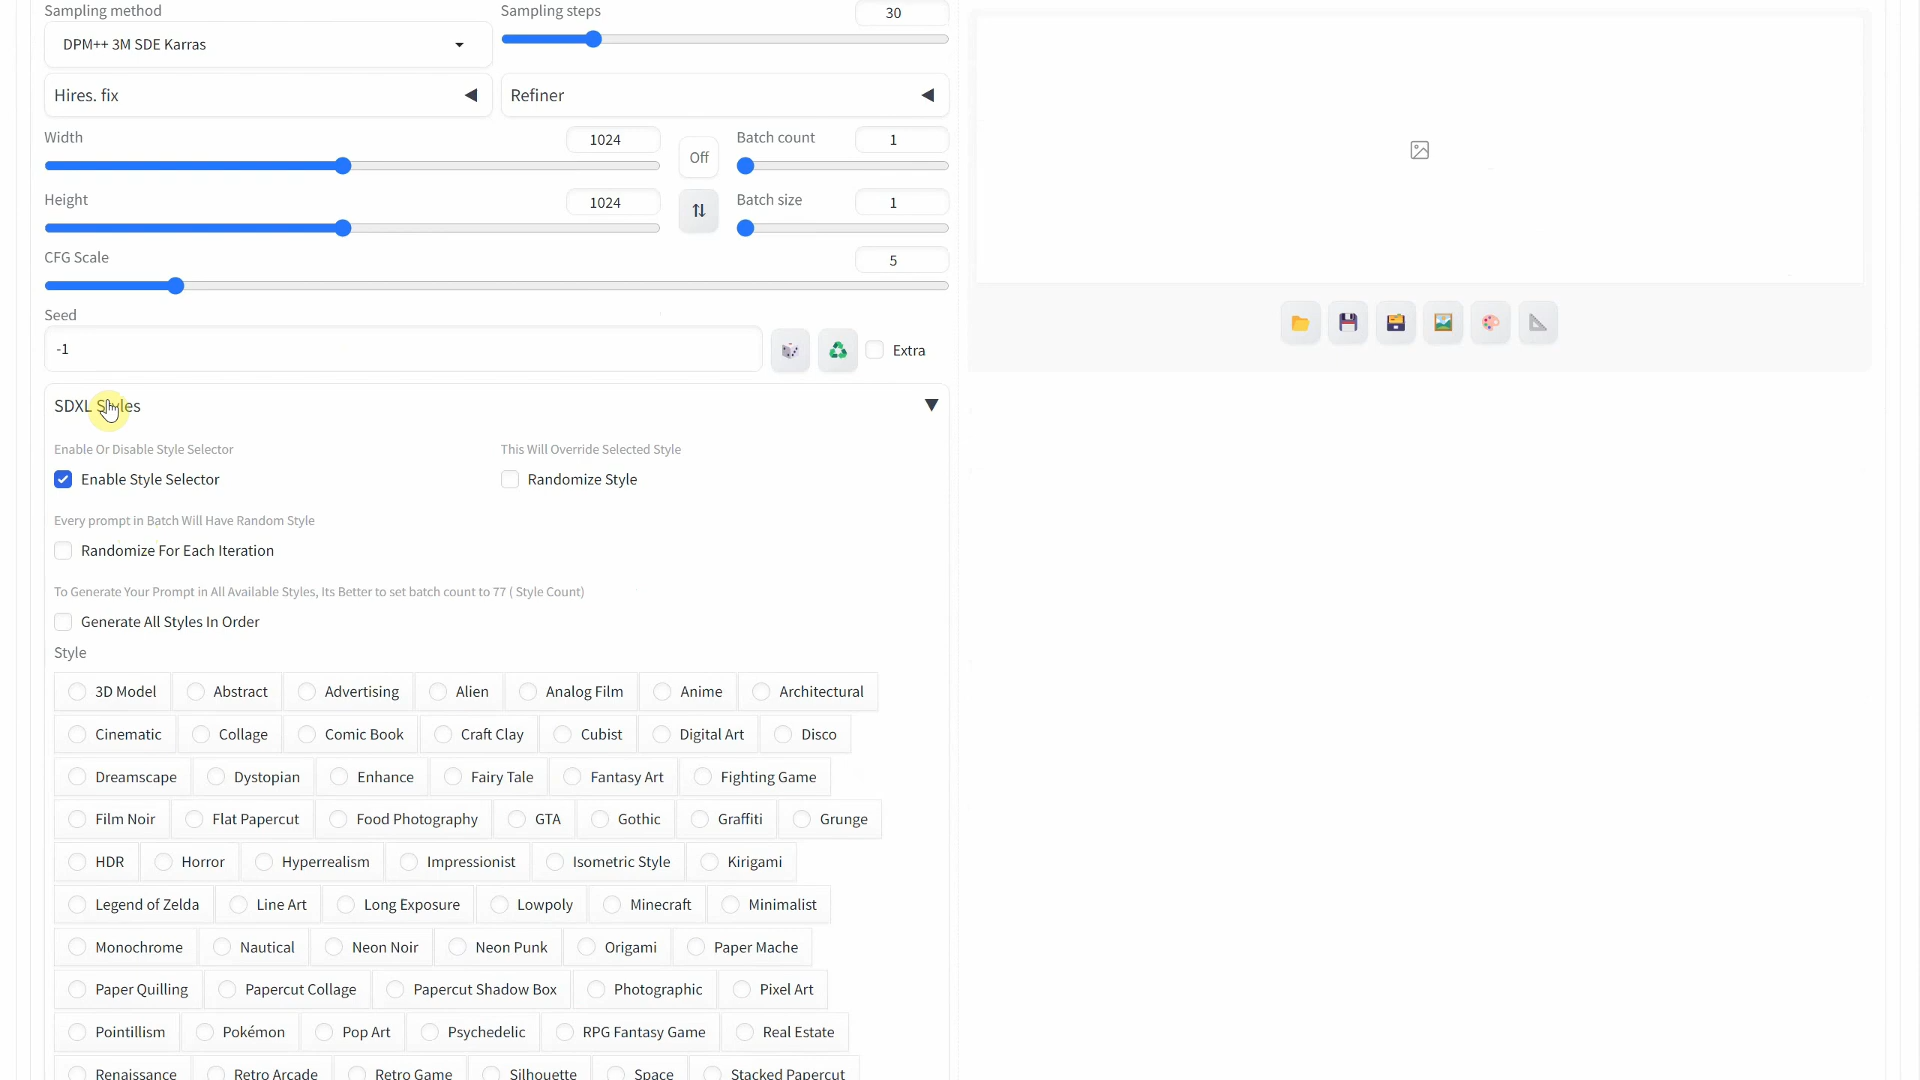 Sampling method
Sampling steps
30
DPM++ 3M SDE Karras
Hires. fix
Refiner
Width
1024
Off
Batch count
1
Height
1024
Batch size
1
CFG Scale
5
Seed
-1
Extra
SDXL Styles
Enable Or Disable Style Selector
This Will Override Selected Style
Enable Style Selector
Randomize Style
Every prompt in Batch Will Have Random Style
Randomize For Each Iteration
To Generate Your Prompt in All Available Styles, Its Better to set batch count to 77 ( Style Count)
Generate All Styles In Order
Style
3D Model Abstract Advertising Alien Analog Film Anime Architectural
Cinematic Collage Comic Book Craft Clay Cubist Digital Art Disco
Dreamscape Dystopian Enhance Fairy Tale Fantasy Art Fighting Game
Film Noir Flat Papercut Food Photography GTA Gothic Graffiti Grunge
HDR Horror Hyperrealism Impressionist Isometric Style Kirigami
Legend of Zelda Line Art Long Exposure Lowpoly Minecraft Minimalist
Monochrome Nautical Neon Noir Neon Punk Origami Paper Mache
Paper Quilling Papercut Collage Papercut Shadow Box Photographic Pixel Art
Pointillism Pokémon Pop Art Psychedelic RPG Fantasy Game Real Estate
Renaissance Retro Arcade Retro Game Silhouette Space Stacked Papercut